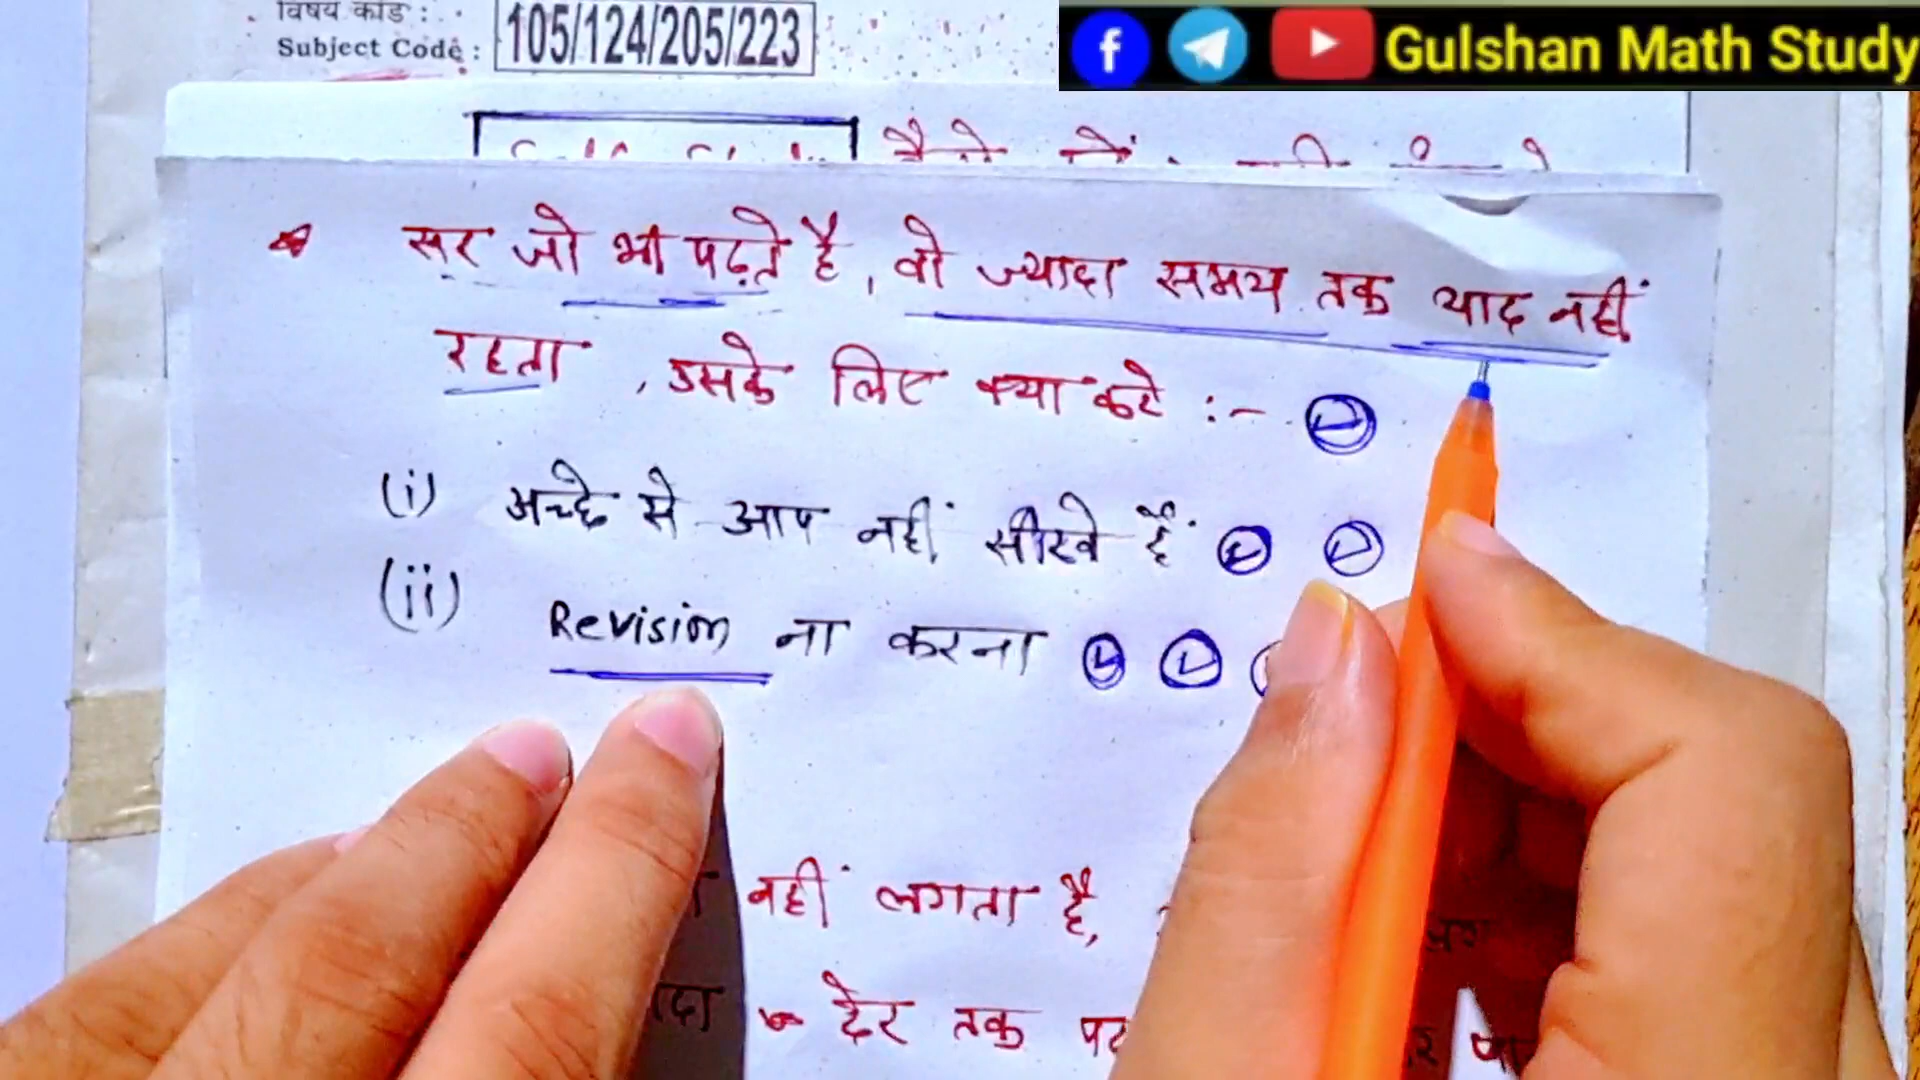 विषय कोड :
Subject Code : 105/124/205/223
Gulshan Math Study
सर जो भी पढ़ते है, वो ज्यादा समय तक याद नहीं
रहता , उसके लिए क्या करे :-
(i) अच्छे से आप नहीं सीखे हैं
(ii) Revision ना करना
नहीं लगता है,
देर तक